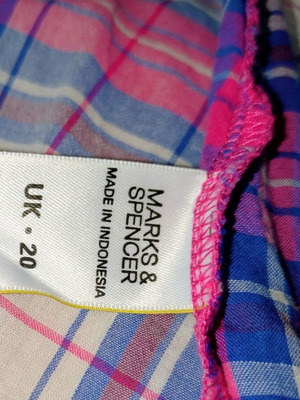 MARKS &
SPENCER
MADE IN INDONESIA
UK • 20